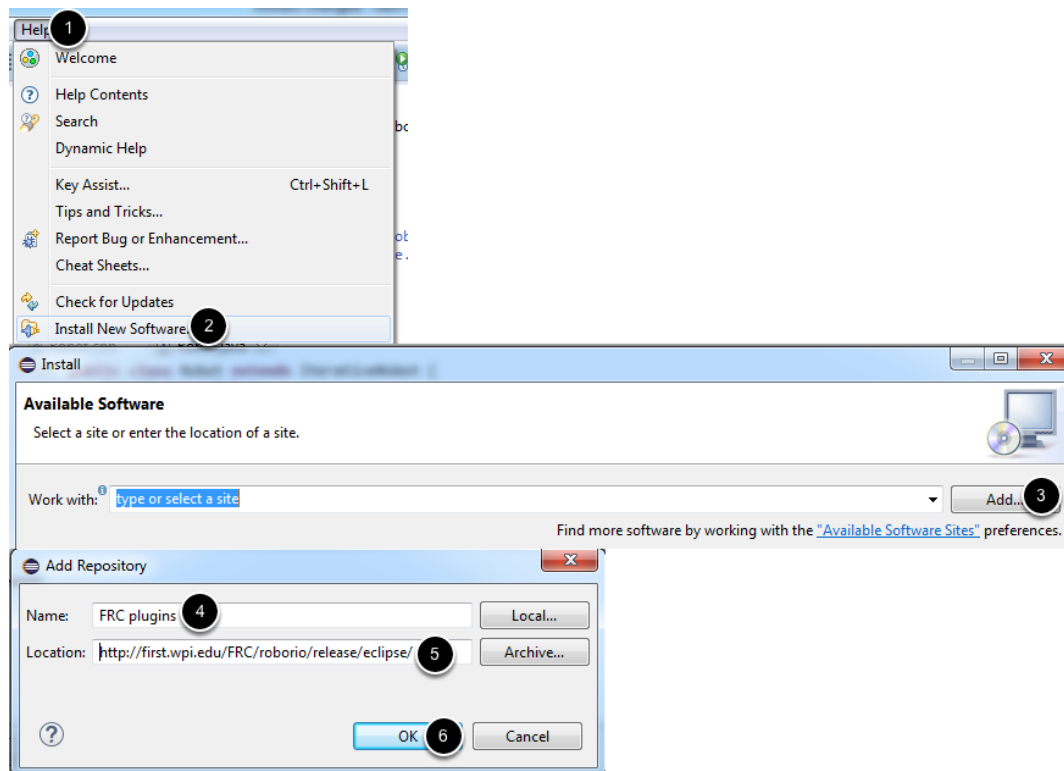 Help 1
Welcome
Help Contents
Search
Dynamic Help
Key Assist... Ctrl+Shift+L
Tips and Tricks...
Report Bug or Enhancement...
Cheat Sheets...
Check for Updates
Install New Software. 2
Install
Available Software
Select a site or enter the location of a site.
Work with: type or select a site Add... 3
Find more software by working with the "Available Software Sites" preferences.
Add Repository
Name: FRC plugins 4 Local...
Location: http://first.wpi.edu/FRC/roborio/release/eclipse/ 5 Archive...
OK 6 Cancel